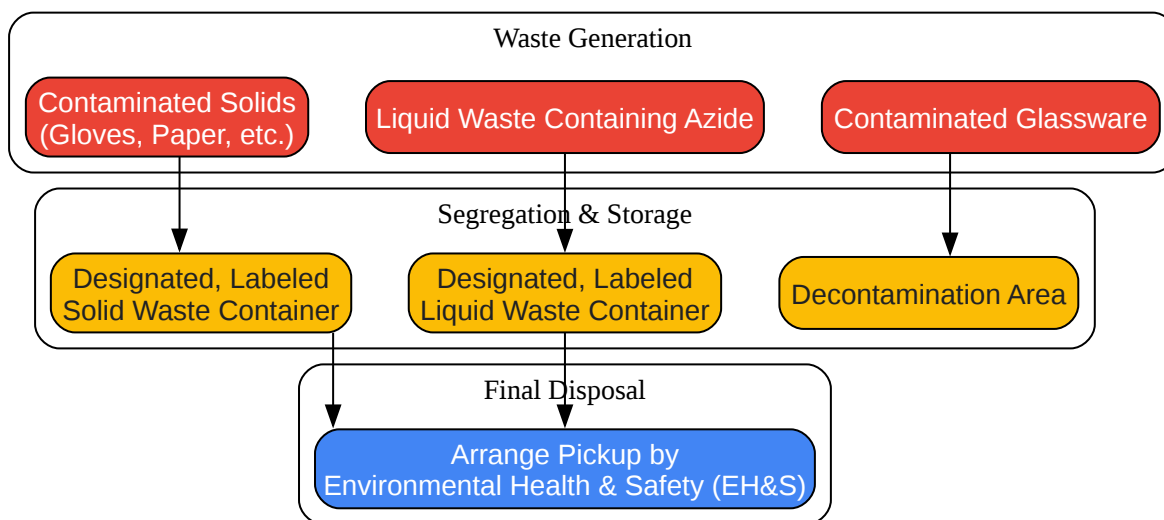 Waste Generation
Contaminated Solids
(Gloves, Paper, etc.)
Liquid Waste Containing Azide
Contaminated Glassware
Segregation & Storage
Designated, Labeled
Solid Waste Container
Designated, Labeled
Liquid Waste Container
Decontamination Area
Final Disposal
Arrange Pickup by
Environmental Health & Safety (EH&S)